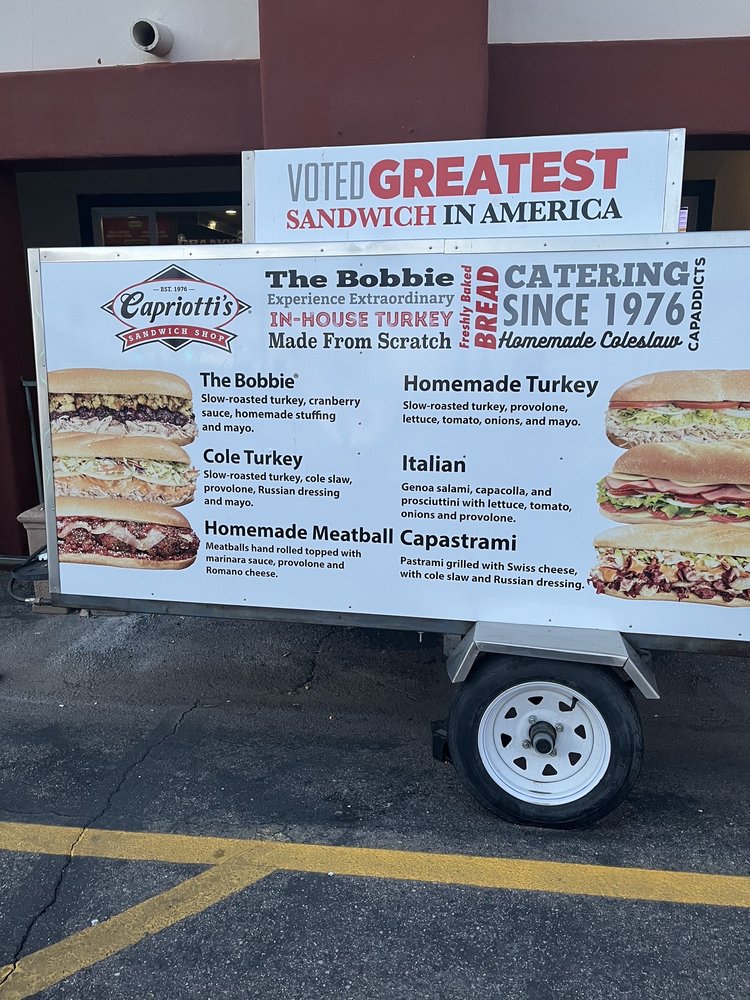 VOTED GREATEST
SANDWICH IN AMERICA
— EST. 1976 —
Capriotti's®
SANDWICH SHOP®
The Bobbie
Experience Extraordinary
IN-HOUSE TURKEY
Made From Scratch
Freshly Baked
BREAD
CATERING
SINCE 1976
Homemade Coleslaw
CAPADDICTS
The Bobbie®
Slow-roasted turkey, cranberry
sauce, homemade stuffing
and mayo.
Cole Turkey
Slow-roasted turkey, cole slaw,
provolone, Russian dressing
and mayo.
Homemade Meatball
Meatballs hand rolled topped with
marinara sauce, provolone and
Romano cheese.
Homemade Turkey
Slow-roasted turkey, provolone,
lettuce, tomato, onions, and mayo.
Italian
Genoa salami, capacolla, and
prosciuttini with lettuce, tomato,
onions and provolone.
Capastrami
Pastrami grilled with Swiss cheese,
with cole slaw and Russian dressing.